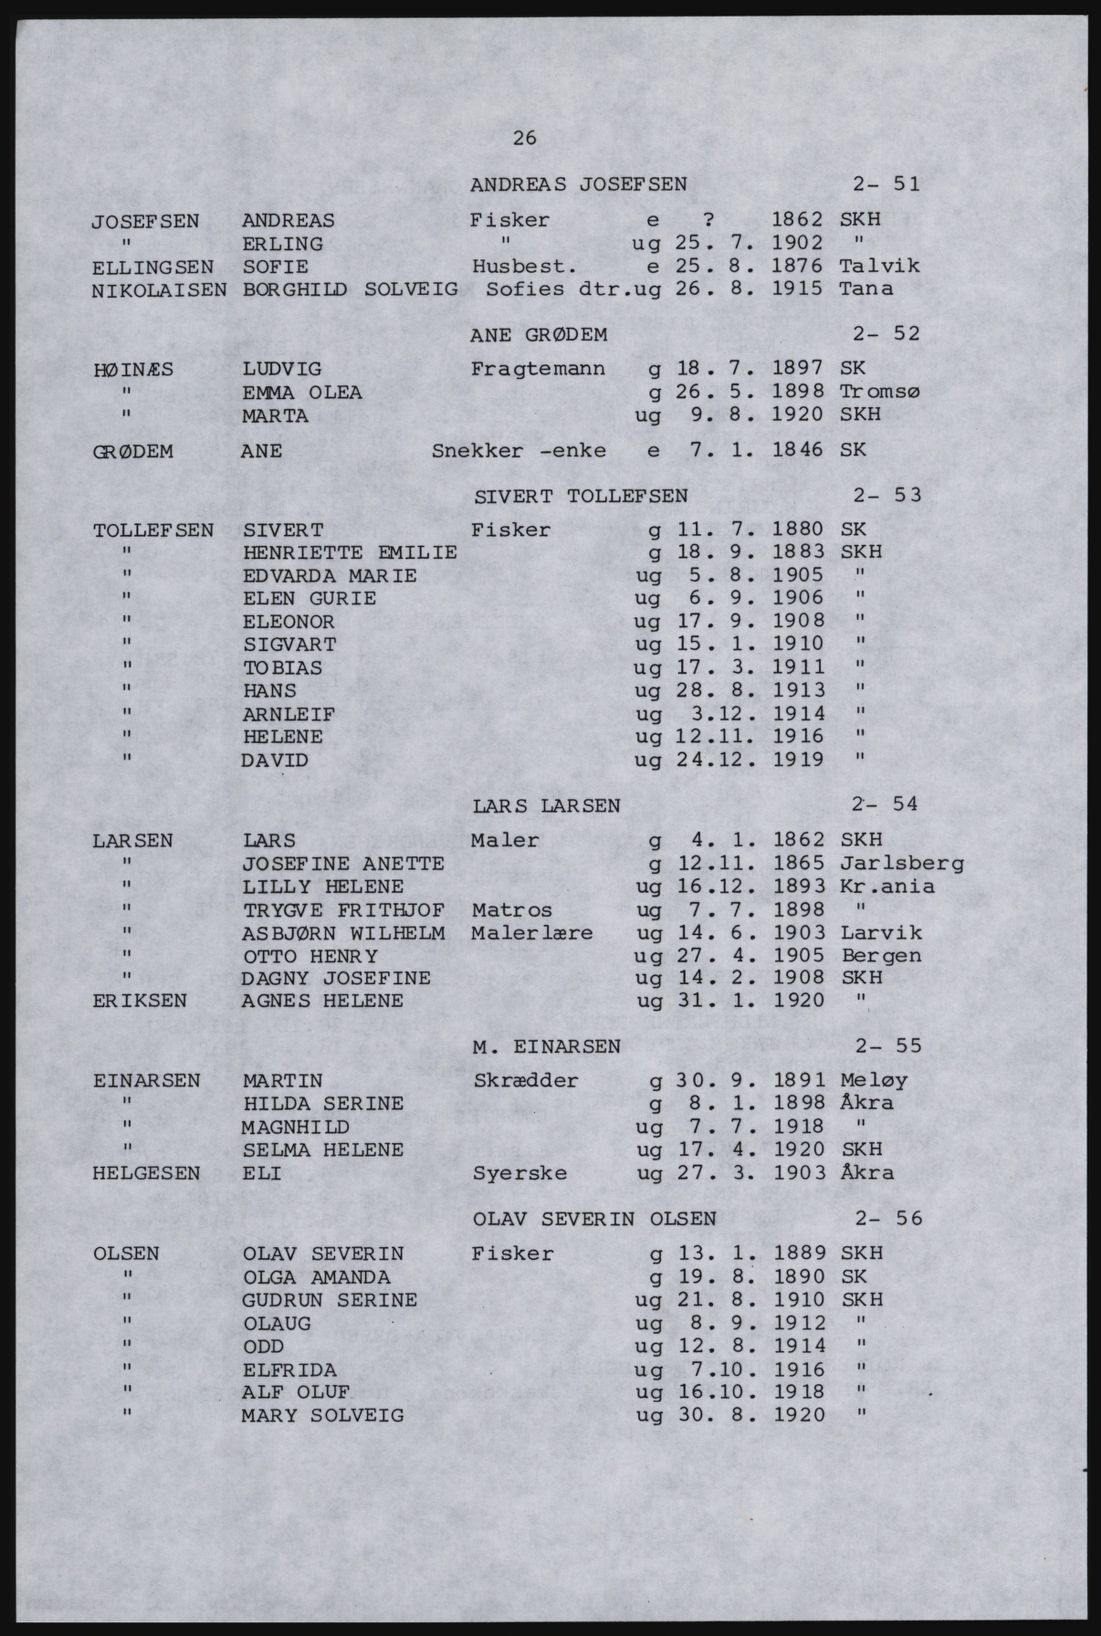 26
ANDREAS JOSEFSEN 2- 51
JOSEFSEN ANDREAS Fisker e ? 1862 SKH
" ERLING " ug 25. 7. 1902 "
ELLINGSEN SOFIE Husbest. e 25. 8. 1876 Talvik
NIKOLAISEN BORGHILD SOLVEIG Sofies dtr.ug 26. 8. 1915 Tana
ANE GRØDEM 2- 52
HØINÆS LUDVIG Fragtemann g 18. 7. 1897 SK
" EMMA OLEA g 26. 5. 1898 Tromsø
" MARTA ug 9. 8. 1920 SKH
GRØDEM ANE Snekker -enke e 7. 1. 1846 SK
SIVERT TOLLEFSEN 2- 53
TOLLEFSEN SIVERT Fisker g 11. 7. 1880 SK
" HENRIETTE EMILIE g 18. 9. 1883 SKH
" EDVARDA MARIE ug 5. 8. 1905 "
" ELEN GURIE ug 6. 9. 1906 "
" ELEONOR ug 17. 9. 1908 "
" SIGVART ug 15. 1. 1910 "
" TOBIAS ug 17. 3. 1911 "
" HANS ug 28. 8. 1913 "
" ARNLEIF ug 3.12. 1914 "
" HELENE ug 12.11. 1916 "
" DAVID ug 24.12. 1919 "
LARS LARSEN 2- 54
LARSEN LARS Maler g 4. 1. 1862 SKH
" JOSEFINE ANETTE g 12.11. 1865 Jarlsberg
" LILLY HELENE ug 16.12. 1893 Kr.ania
" TRYGVE FRITHJOF Matros ug 7. 7. 1898 "
" ASBJØRN WILHELM Malerlære ug 14. 6. 1903 Larvik
" OTTO HENRY ug 27. 4. 1905 Bergen
" DAGNY JOSEFINE ug 14. 2. 1908 SKH
ERIKSEN AGNES HELENE ug 31. 1. 1920 "
M. EINARSEN 2- 55
EINARSEN MARTIN Skrædder g 30. 9. 1891 Meløy
" HILDA SERINE g 8. 1. 1898 Åkra
" MAGNHILD ug 7. 7. 1918 "
" SELMA HELENE ug 17. 4. 1920 SKH
HELGESEN ELI Syerske ug 27. 3. 1903 Åkra
OLAV SEVERIN OLSEN 2- 56
OLSEN OLAV SEVERIN Fisker g 13. 1. 1889 SKH
" OLGA AMANDA g 19. 8. 1890 SK
" GUDRUN SERINE ug 21. 8. 1910 SKH
" OLAUG ug 8. 9. 1912 "
" ODD ug 12. 8. 1914 "
" ELFRIDA ug 7.10. 1916 "
" ALF OLUF ug 16.10. 1918 "
" MARY SOLVEIG ug 30. 8. 1920 "